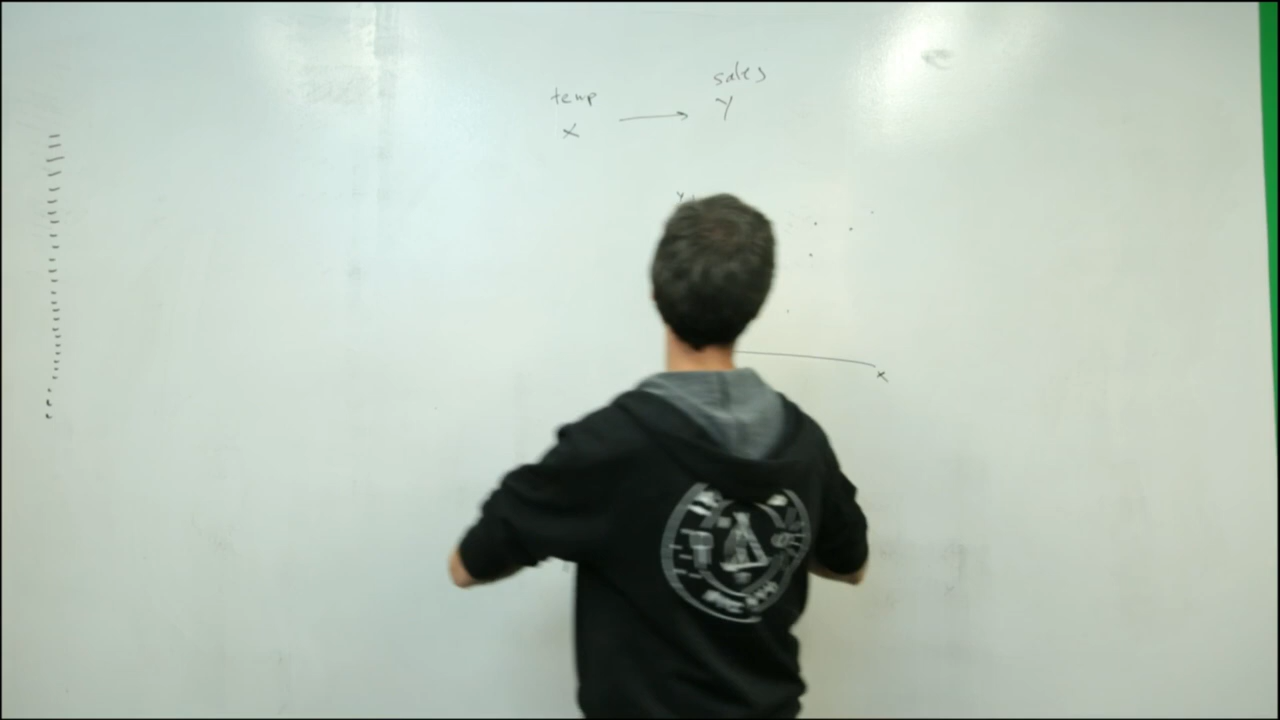 temp sales
X → Y
Y
X